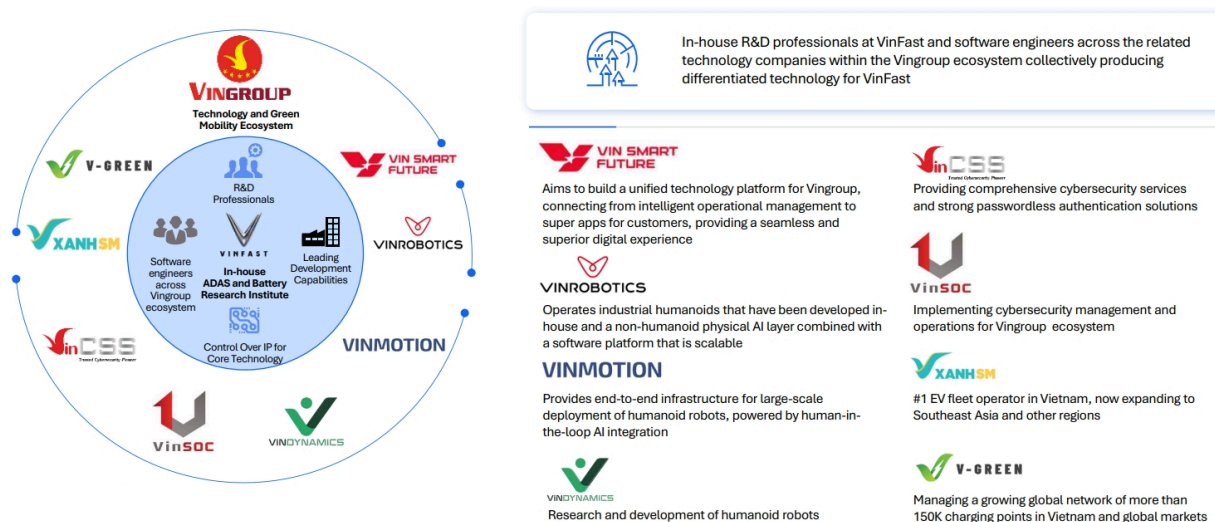 VINGROUP
Technology and Green
Mobility Ecosystem
V-GREEN
VIN SMART
FUTURE
R&D
Professionals
XANHSM
VINROBOTICS
Software
engineers
across
Vingroup
ecosystem
VINFAST
In-house
ADAS and Battery
Research Institute
Leading
Development
Capabilities
Control Over IP for
Core Technology
VinCSS
Trusted Cybersecurity Pioneer
VINMOTION
VinSOC
VINDYNAMICS
In-house R&D professionals at VinFast and software engineers across the related
technology companies within the Vingroup ecosystem collectively producing
differentiated technology for VinFast
VIN SMART
FUTURE
Aims to build a unified technology platform for Vingroup,
connecting from intelligent operational management to
super apps for customers, providing a seamless and
superior digital experience
VINROBOTICS
Operates industrial humanoids that have been developed in-
house and a non-humanoid physical AI layer combined with
a software platform that is scalable
VINMOTION
Provides end-to-end infrastructure for large-scale
deployment of humanoid robots, powered by human-in-
the-loop AI integration
VINDYNAMICS
Research and development of humanoid robots
VinCSS
Trusted Cybersecurity Pioneer
Providing comprehensive cybersecurity services
and strong passwordless authentication solutions
VinSOC
Implementing cybersecurity management and
operations for Vingroup ecosystem
XANHSM
#1 EV fleet operator in Vietnam, now expanding to
Southeast Asia and other regions
V-GREEN
Managing a growing global network of more than
150K charging points in Vietnam and global markets